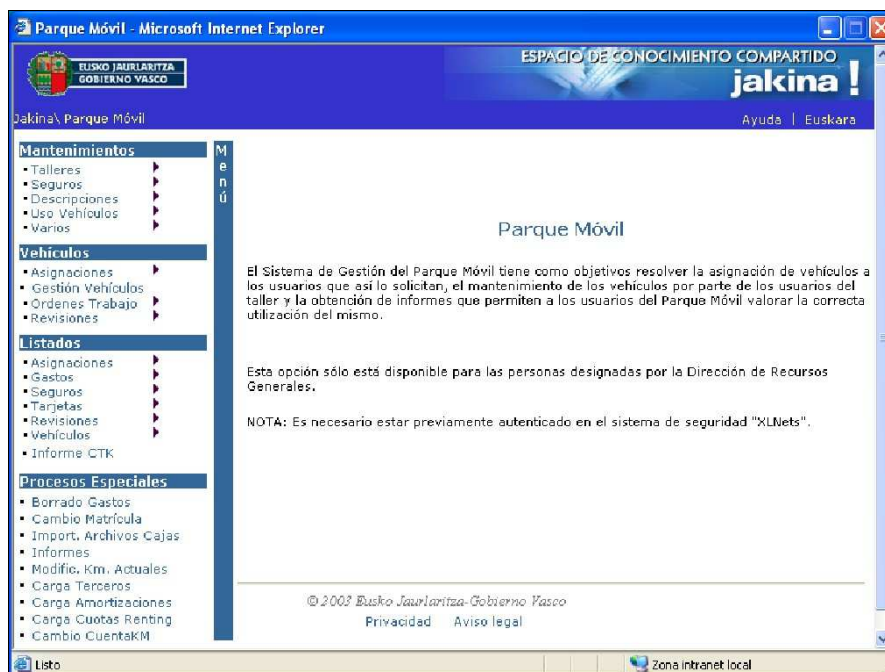 Parque Móvil - Microsoft Internet Explorer
EUSKO JAURLARITZA
GOBIERNO VASCO
ESPACIO DE CONOCIMIENTO COMPARTIDO
jakina!
Jakina\ Parque Móvil
Ayuda | Euskara
Menú
Mantenimientos
Talleres
Seguros
Descripciones
Uso Vehículos
Varios
Vehículos
Asignaciones
Gestión Vehículos
Ordenes Trabajo
Revisiones
Listados
Asignaciones
Gastos
Seguros
Tarjetas
Revisiones
Vehículos
Informe CTK
Procesos Especiales
Borrado Gastos
Cambio Matrícula
Import. Archivos Cajas
Informes
Modific. Km. Actuales
Carga Terceros
Carga Amortizaciones
Carga Cuotas Renting
Cambio CuentaKM
Parque Móvil
El Sistema de Gestión del Parque Móvil tiene como objetivos resolver la asignación de vehículos a
los usuarios que así lo solicitan, el mantenimiento de los vehículos por parte de los usuarios del
taller y la obtención de informes que permiten a los usuarios del Parque Móvil valorar la correcta
utilización del mismo.
Esta opción sólo está disponible para las personas designadas por la Dirección de Recursos
Generales.
NOTA: Es necesario estar previamente autenticado en el sistema de seguridad "XLNets".
© 2003 Eusko Jaurlaritza-Gobierno Vasco
Privacidad Aviso legal
Listo
Zona intranet local